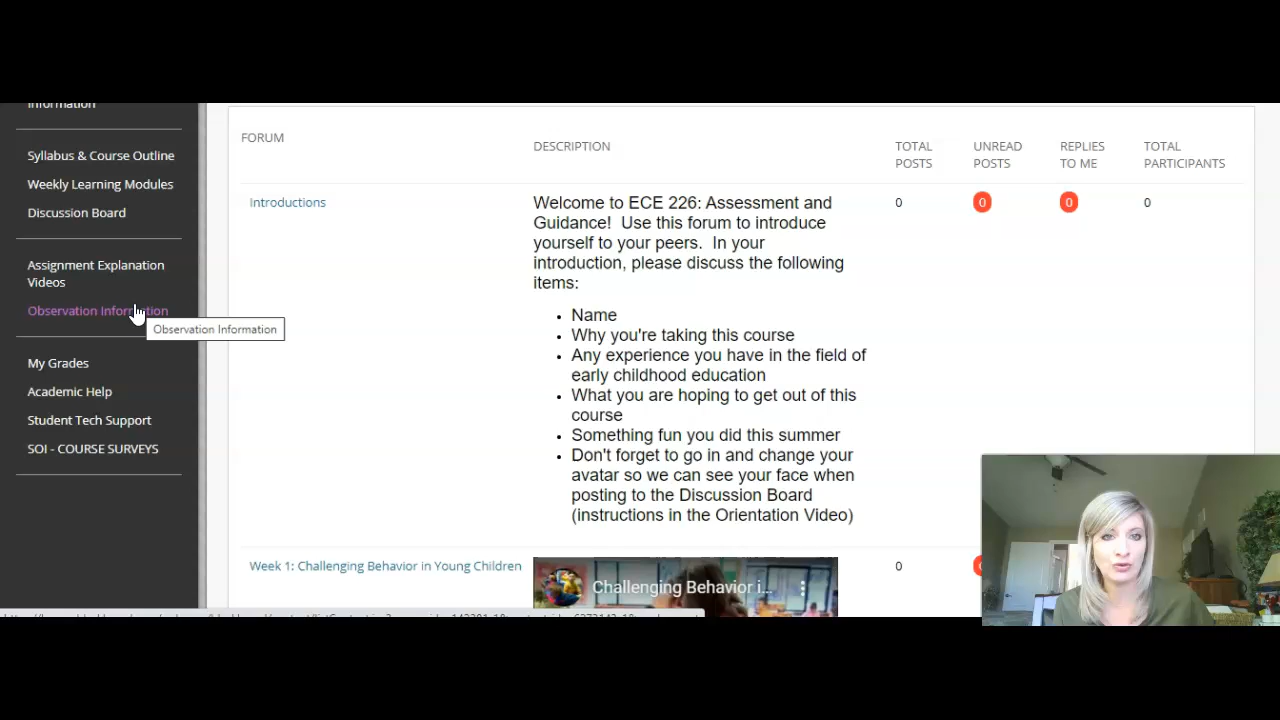 Information
Syllabus & Course Outline
Weekly Learning Modules
Discussion Board
Assignment Explanation
Videos
Observation Information
Observation Information
My Grades
Academic Help
Student Tech Support
SOI - COURSE SURVEYS
FORUM
DESCRIPTION
TOTAL
POSTS
UNREAD
POSTS
REPLIES
TO ME
TOTAL
PARTICIPANTS
Introductions
Welcome to ECE 226: Assessment and
Guidance! Use this forum to introduce
yourself to your peers. In your
introduction, please discuss the following
items:
• Name
• Why you're taking this course
• Any experience you have in the field of
early childhood education
• What you are hoping to get out of this
course
• Something fun you did this summer
• Don't forget to go in and change your
avatar so we can see your face when
posting to the Discussion Board
(instructions in the Orientation Video)
0
0
0
0
Week 1: Challenging Behavior in Young Children
Challenging Behavior i...
0